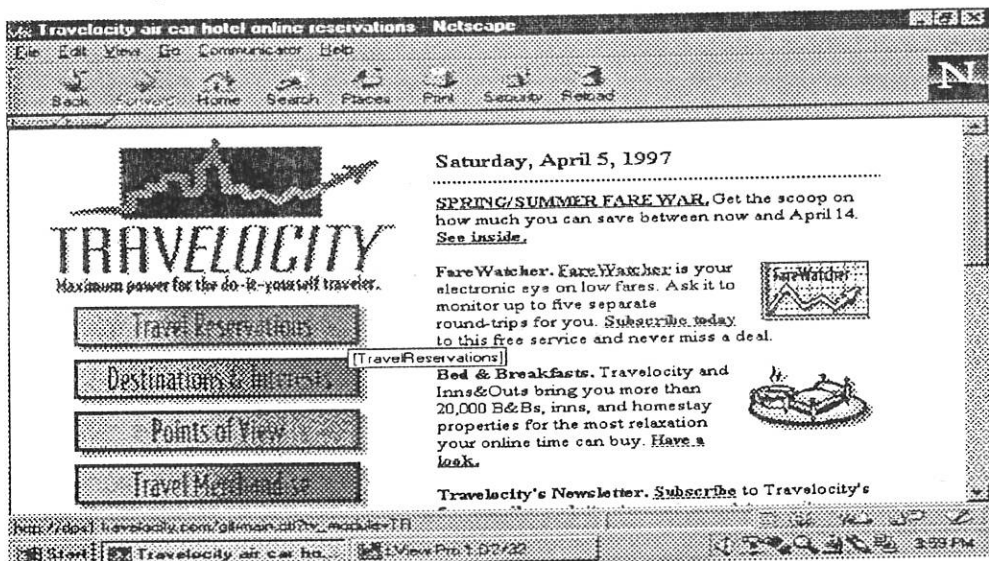 Travelocity air car hotel online reservations - Netscape
File Edit View Go Communicator Help
Back Forward Home Search Places Print Security Reload
N
Saturday, April 5, 1997
TRAVELOCITY
Maximum power for the do-it-yourself traveler.
Travel Reservations
[TravelReservations]
Destinations & Interests
Points of View
Travel Merchandise
SPRING/SUMMER FARE WAR. Get the scoop on
how much you can save between now and April 14.
See inside.
FareWatcher. FareWatcher is your
electronic eye on low fares. Ask it to
monitor up to five separate
round-trips for you. Subscribe today
to this free service and never miss a deal.
FareWatcher
Bed & Breakfasts. Travelocity and
Inns&Outs bring you more than
20,000 B&Bs, inns, and homestay
properties for the most relaxation
your online time can buy. Have a
look.
Travelocity's Newsletter. Subscribe to Travelocity's
Start Travelocity air car ho... LView Pro 1.D2/32 3:59 PM